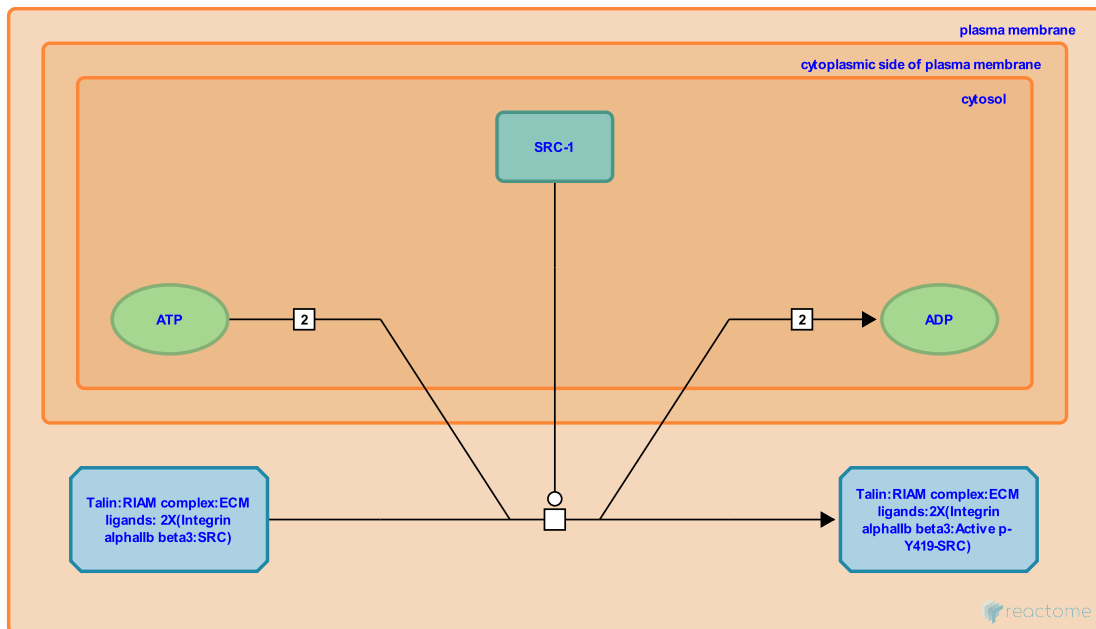 plasma membrane
cytoplasmic side of plasma membrane
cytosol
SRC-1
ATP
2
2
ADP
Talin:RIAM complex:ECM
ligands: 2X(Integrin
alphaIIb beta3:SRC)
Talin:RIAM complex:ECM
ligands:2X(Integrin
alphaIIb beta3:Active p-
Y419-SRC)
reactome